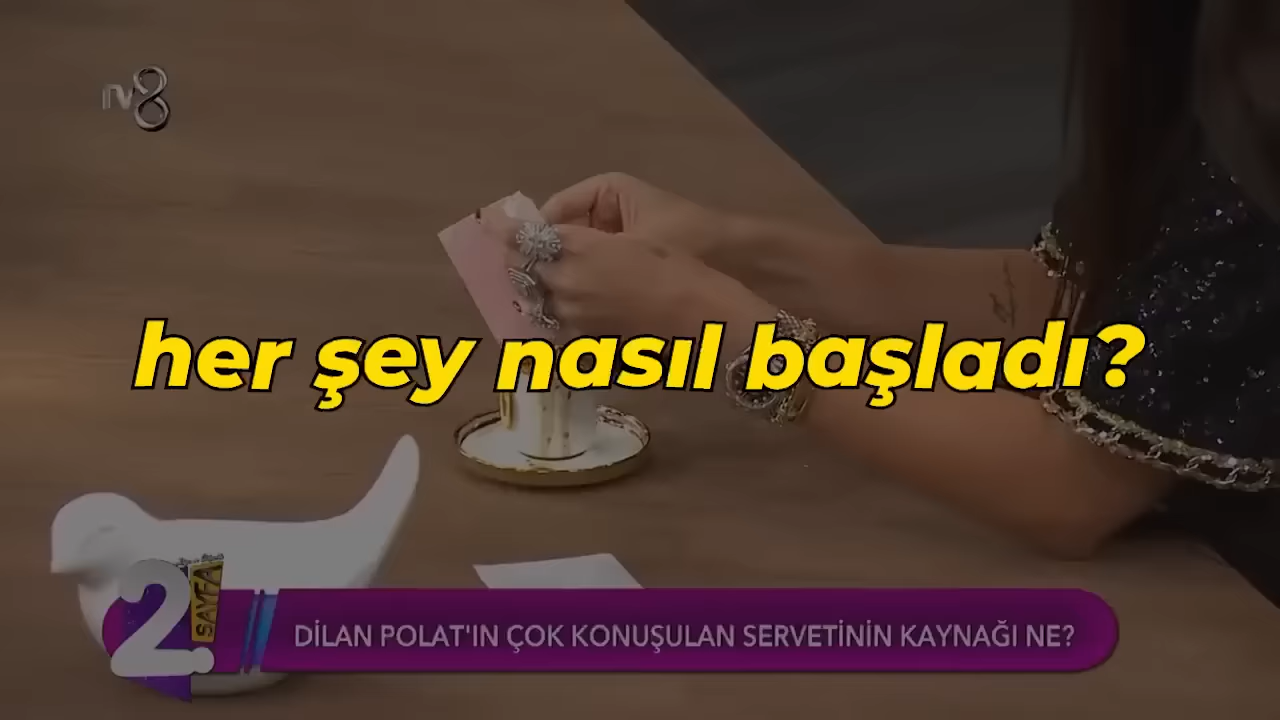 TV8
her şey nasıl başladı?
2. SAYFA
DİLAN POLAT'IN ÇOK KONUŞULAN SERVETİNİN KAYNAĞI NE?